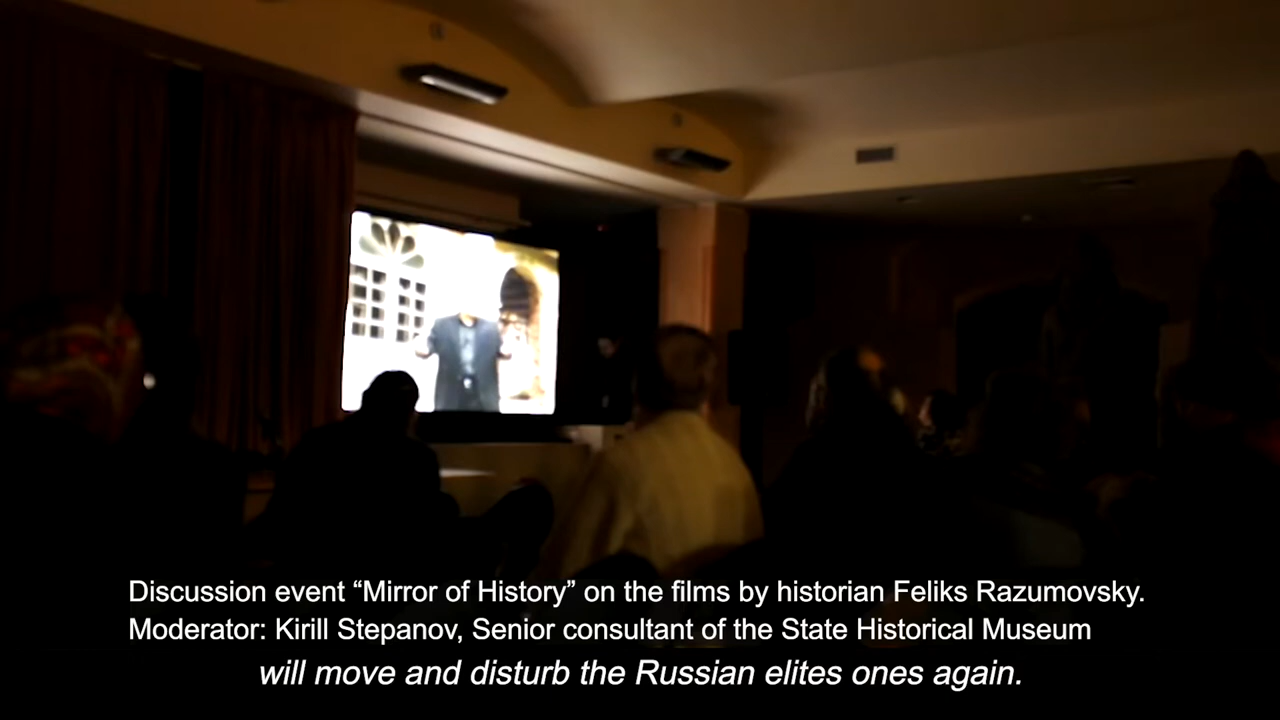 Discussion event “Mirror of History” on the films by historian Feliks Razumovsky.
Moderator: Kirill Stepanov, Senior consultant of the State Historical Museum
will move and disturb the Russian elites ones again.